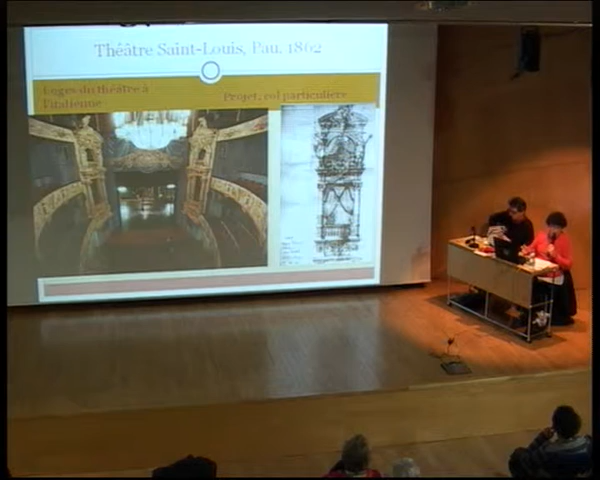 Théâtre Saint-Louis, Pau, 1862
Loges du théâtre à
l'italienne
Projet, col particulière